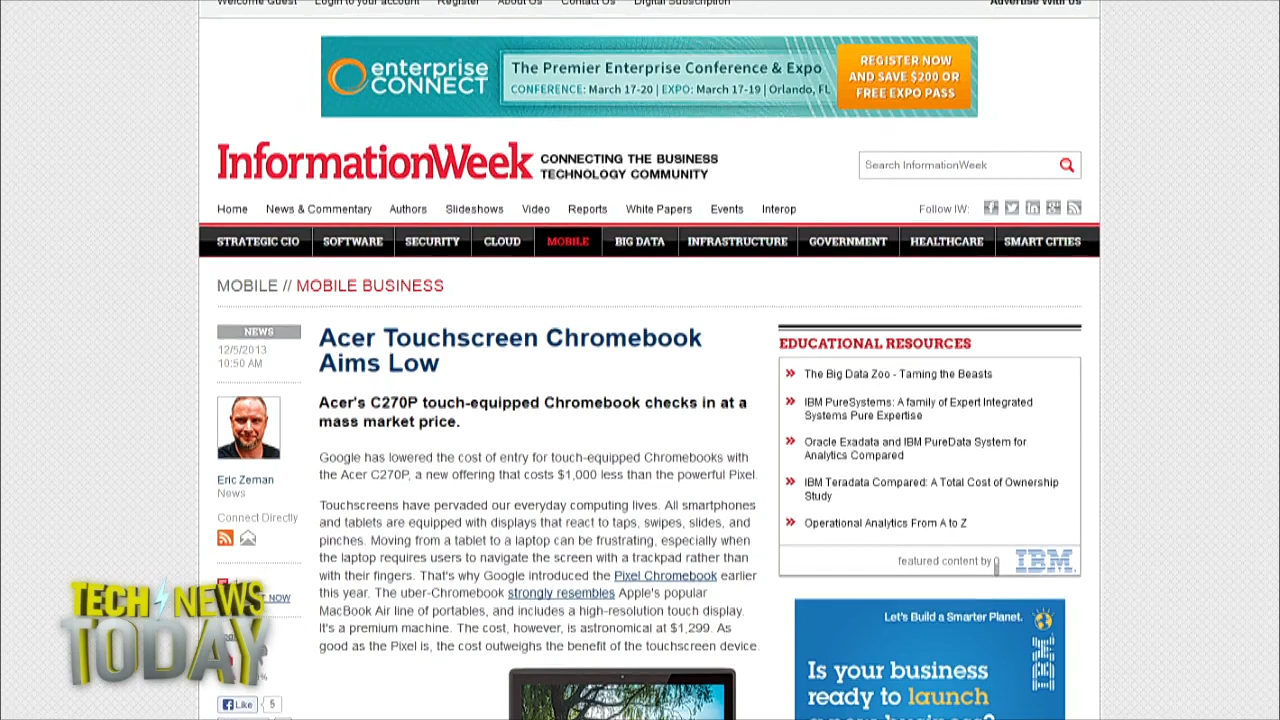 Welcome Guest Login to your account Register About Us Contact Us Digital Subscription Advertise With Us
enterprise CONNECT
The Premier Enterprise Conference & Expo
CONFERENCE: March 17-20 | EXPO: March 17-19 | Orlando, FL
REGISTER NOW
AND SAVE $200 OR
FREE EXPO PASS
InformationWeek
CONNECTING THE BUSINESS
TECHNOLOGY COMMUNITY
Search InformationWeek
Home News & Commentary Authors Slideshows Video Reports White Papers Events Interop Follow IW:
STRATEGIC CIO SOFTWARE SECURITY CLOUD MOBILE BIG DATA INFRASTRUCTURE GOVERNMENT HEALTHCARE SMART CITIES
MOBILE // MOBILE BUSINESS
NEWS
12/5/2013
10:50 AM
Eric Zeman
News
Connect Directly
NOW
Like 5
Acer Touchscreen Chromebook
Aims Low
Acer's C270P touch-equipped Chromebook checks in at a
mass market price.
Google has lowered the cost of entry for touch-equipped Chromebooks with
the Acer C270P, a new offering that costs $1,000 less than the powerful Pixel.
Touchscreens have pervaded our everyday computing lives. All smartphones
and tablets are equipped with displays that react to taps, swipes, slides, and
pinches. Moving from a tablet to a laptop can be frustrating, especially when
the laptop requires users to navigate the screen with a trackpad rather than
with their fingers. That's why Google introduced the Pixel Chromebook earlier
this year. The uber-Chromebook strongly resembles Apple's popular
MacBook Air line of portables, and includes a high-resolution touch display.
It's a premium machine. The cost, however, is astronomical at $1,299. As
good as the Pixel is, the cost outweighs the benefit of the touchscreen device.
EDUCATIONAL RESOURCES
The Big Data Zoo - Taming the Beasts
IBM PureSystems: A family of Expert Integrated
Systems Pure Expertise
Oracle Exadata and IBM PureData System for
Analytics Compared
IBM Teradata Compared: A Total Cost of Ownership
Study
Operational Analytics From A to Z
featured content by IBM.
Let's Build a Smarter Planet.
IBM
Is your business
ready to launch
a new business?
TECH NEWS
TODAY